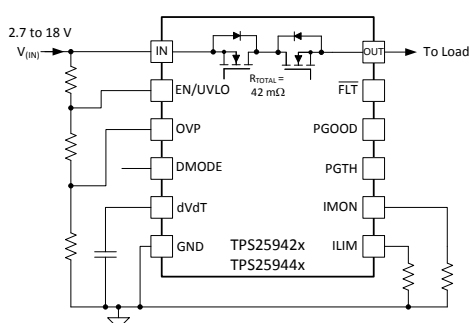 2.7 to 18 V
V(IN)
IN
OUT
To Load
RTOTAL =
42 mΩ
EN/UVLO
FLT
OVP
PGOOD
DMODE
PGTH
dVdT
IMON
GND
TPS25942x
ILIM
TPS25944x